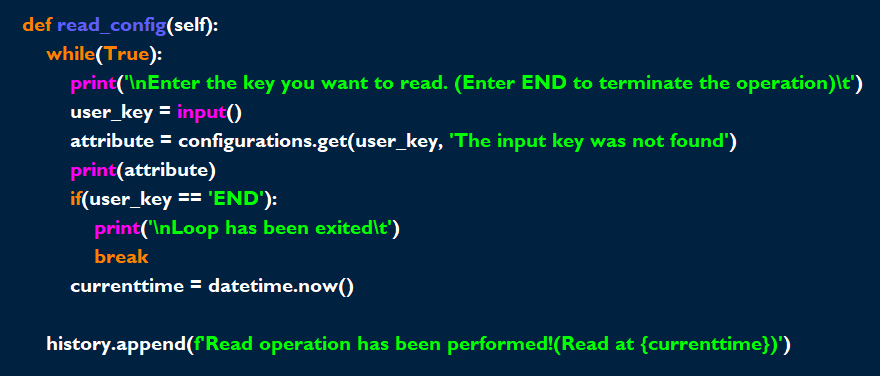 def read_config(self):
while(True):
print('\nEnter the key you want to read. (Enter END to terminate the operation)\t')
user_key = input()
attribute = configurations.get(user_key, 'The input key was not found')
print(attribute)
if(user_key == 'END'):
print('\nLoop has been exited\t')
break
currenttime = datetime.now()
history.append(f'Read operation has been performed!(Read at {currenttime})')